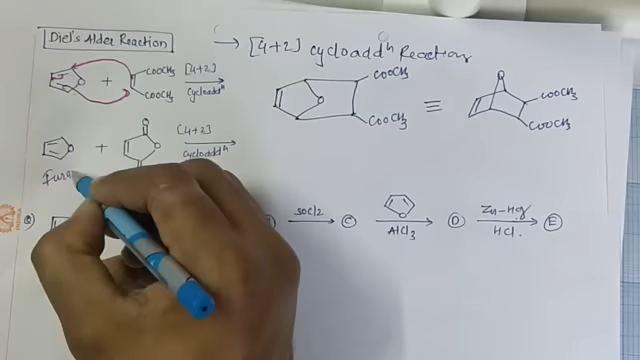 Diel's Alder Reaction → [4+2] cycloaddⁿ Reaction
+ COOCH3 COOCH3 [4+2] cycloaddⁿ O COOCH3 COOCH3 ≡ O COOCH3 COOCH3
O + O O [4+2] cycloaddⁿ
Furan
Q) SOCl2 C O AlCl3 D Zn-Hg HCl. E